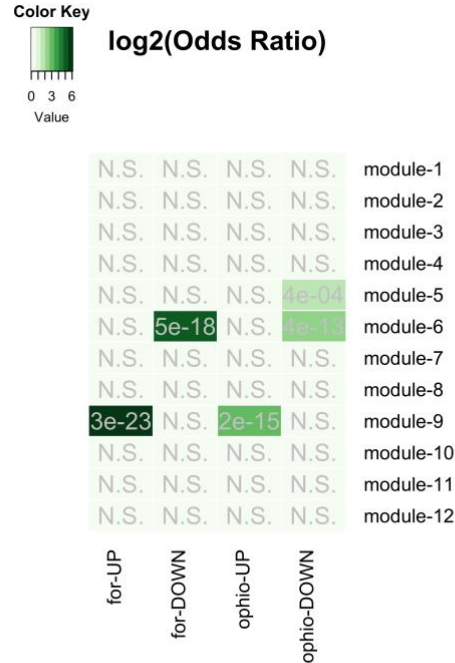 Color Key
log2(Odds Ratio)
0 3 6
Value
N.S. N.S. N.S. N.S. module-1
N.S. N.S. N.S. N.S. module-2
N.S. N.S. N.S. N.S. module-3
N.S. N.S. N.S. N.S. module-4
N.S. N.S. N.S. 4e-04 module-5
N.S. 5e-18 N.S. 4e-13 module-6
N.S. N.S. N.S. N.S. module-7
N.S. N.S. N.S. N.S. module-8
3e-23 N.S. 2e-15 N.S. module-9
N.S. N.S. N.S. N.S. module-10
N.S. N.S. N.S. N.S. module-11
N.S. N.S. N.S. N.S. module-12
for-UP
for-DOWN
ophio-UP
ophio-DOWN